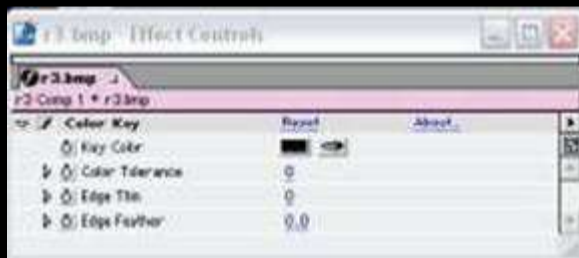 r3.bmp - Effect Controls
r3.bmp
r3 Comp 1 * r3.bmp
Color Key Reset About...
Key Color
Color Tolerance 0
Edge Thin 0
Edge Feather 0.0